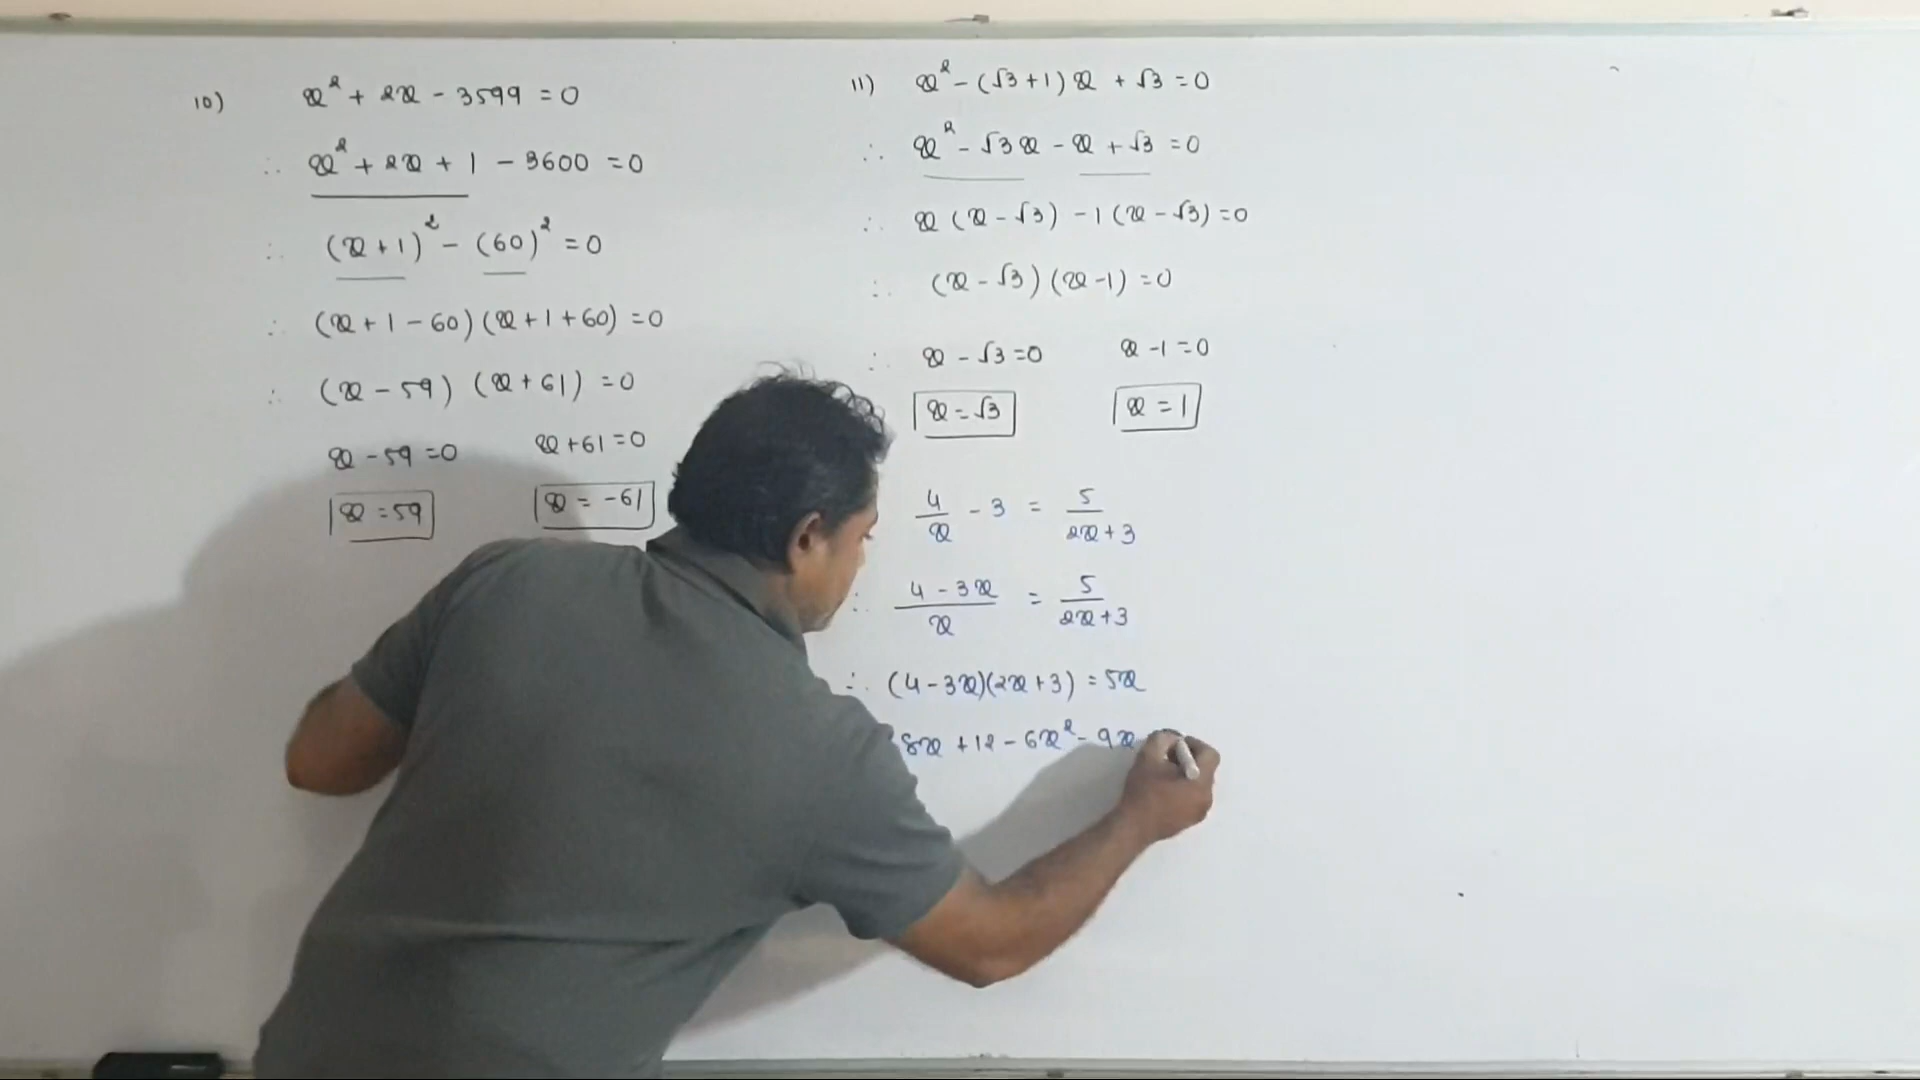 10) x² + 2x - 3599 = 0
∴ x² + 2x + 1 - 3600 = 0
∴ (x + 1)² - (60)² = 0
∴ (x + 1 - 60)(x + 1 + 60) = 0
∴ (x - 59) (x + 61) = 0
x - 59 = 0 x + 61 = 0
x = 59 x = -61
11) x² - (√3 + 1) x + √3 = 0
∴ x² - √3 x - x + √3 = 0
∴ x (x - √3) - 1 (x - √3) = 0
∴ (x - √3) (x - 1) = 0
∴ x - √3 = 0 x - 1 = 0
x = √3 x = 1
4/x - 3 = 5/(2x + 3)
∴ (4 - 3x)/x = 5/(2x + 3)
∴ (4 - 3x)(2x + 3) = 5x
8x + 12 - 6x² - 9x